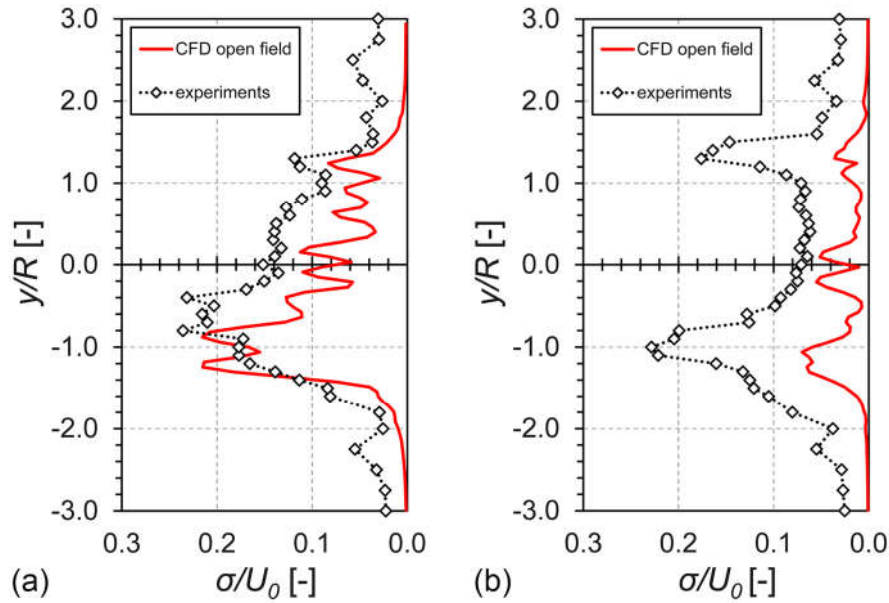 3.0
2.0
1.0
0.0
-1.0
-2.0
-3.0
y/R [-]
CFD open field
experiments
0.3 0.2 0.1 0.0
(a) σ/U₀ [-]
3.0
2.0
1.0
0.0
-1.0
-2.0
-3.0
y/R [-]
CFD open field
experiments
0.3 0.2 0.1 0.0
(b) σ/U₀ [-]